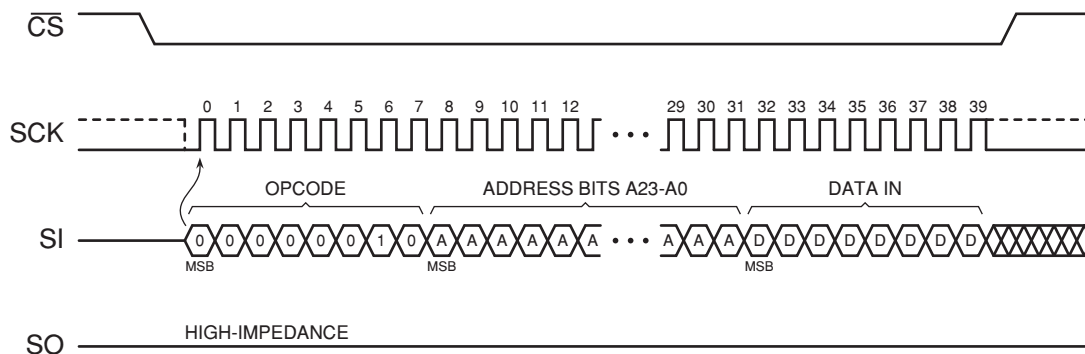 CS
SCK
0 1 2 3 4 5 6 7 8 9 10 11 12 29 30 31 32 33 34 35 36 37 38 39
OPCODE ADDRESS BITS A23-A0 DATA IN
SI
0 0 0 0 0 0 1 0 A A A A A A A A A D D D D D D D D
MSB MSB MSB
SO
HIGH-IMPEDANCE